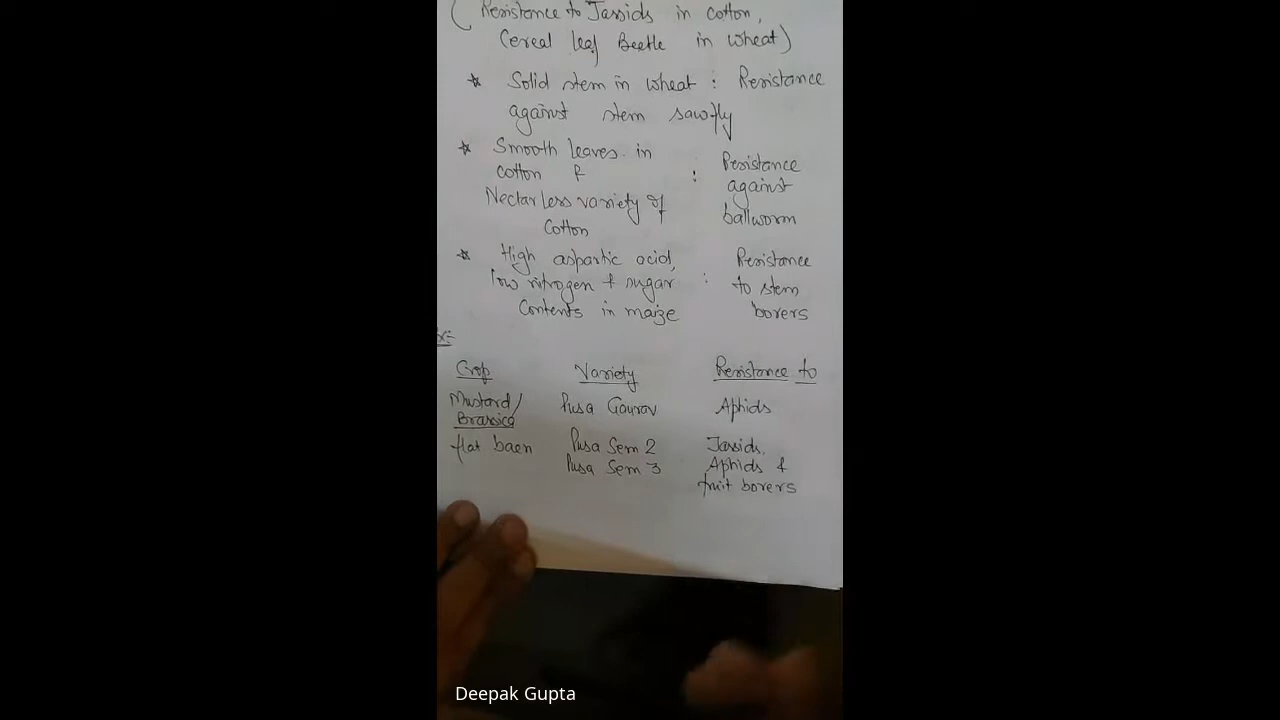 ( Resistance to Jassids in cotton,
Cereal leaf Beetle in wheat)
☆ Solid stem in wheat : Resistance
against stem sawfly
☆ Smooth leaves in
cotton &
Nectar Less variety of
cotton
: Resistance
against
ballworm
☆ High aspartic acid,
low nitrogen & sugar
Contents in maize
: Resistance
to stem
borers
Ex:-
Crop Variety Resistance to
Mustard/
Brassica
Pusa Gaurav Aphids
flat baen Pusa Sem 2
Pusa Sem 3
Jassids,
Aphids &
fruit borers
Deepak Gupta